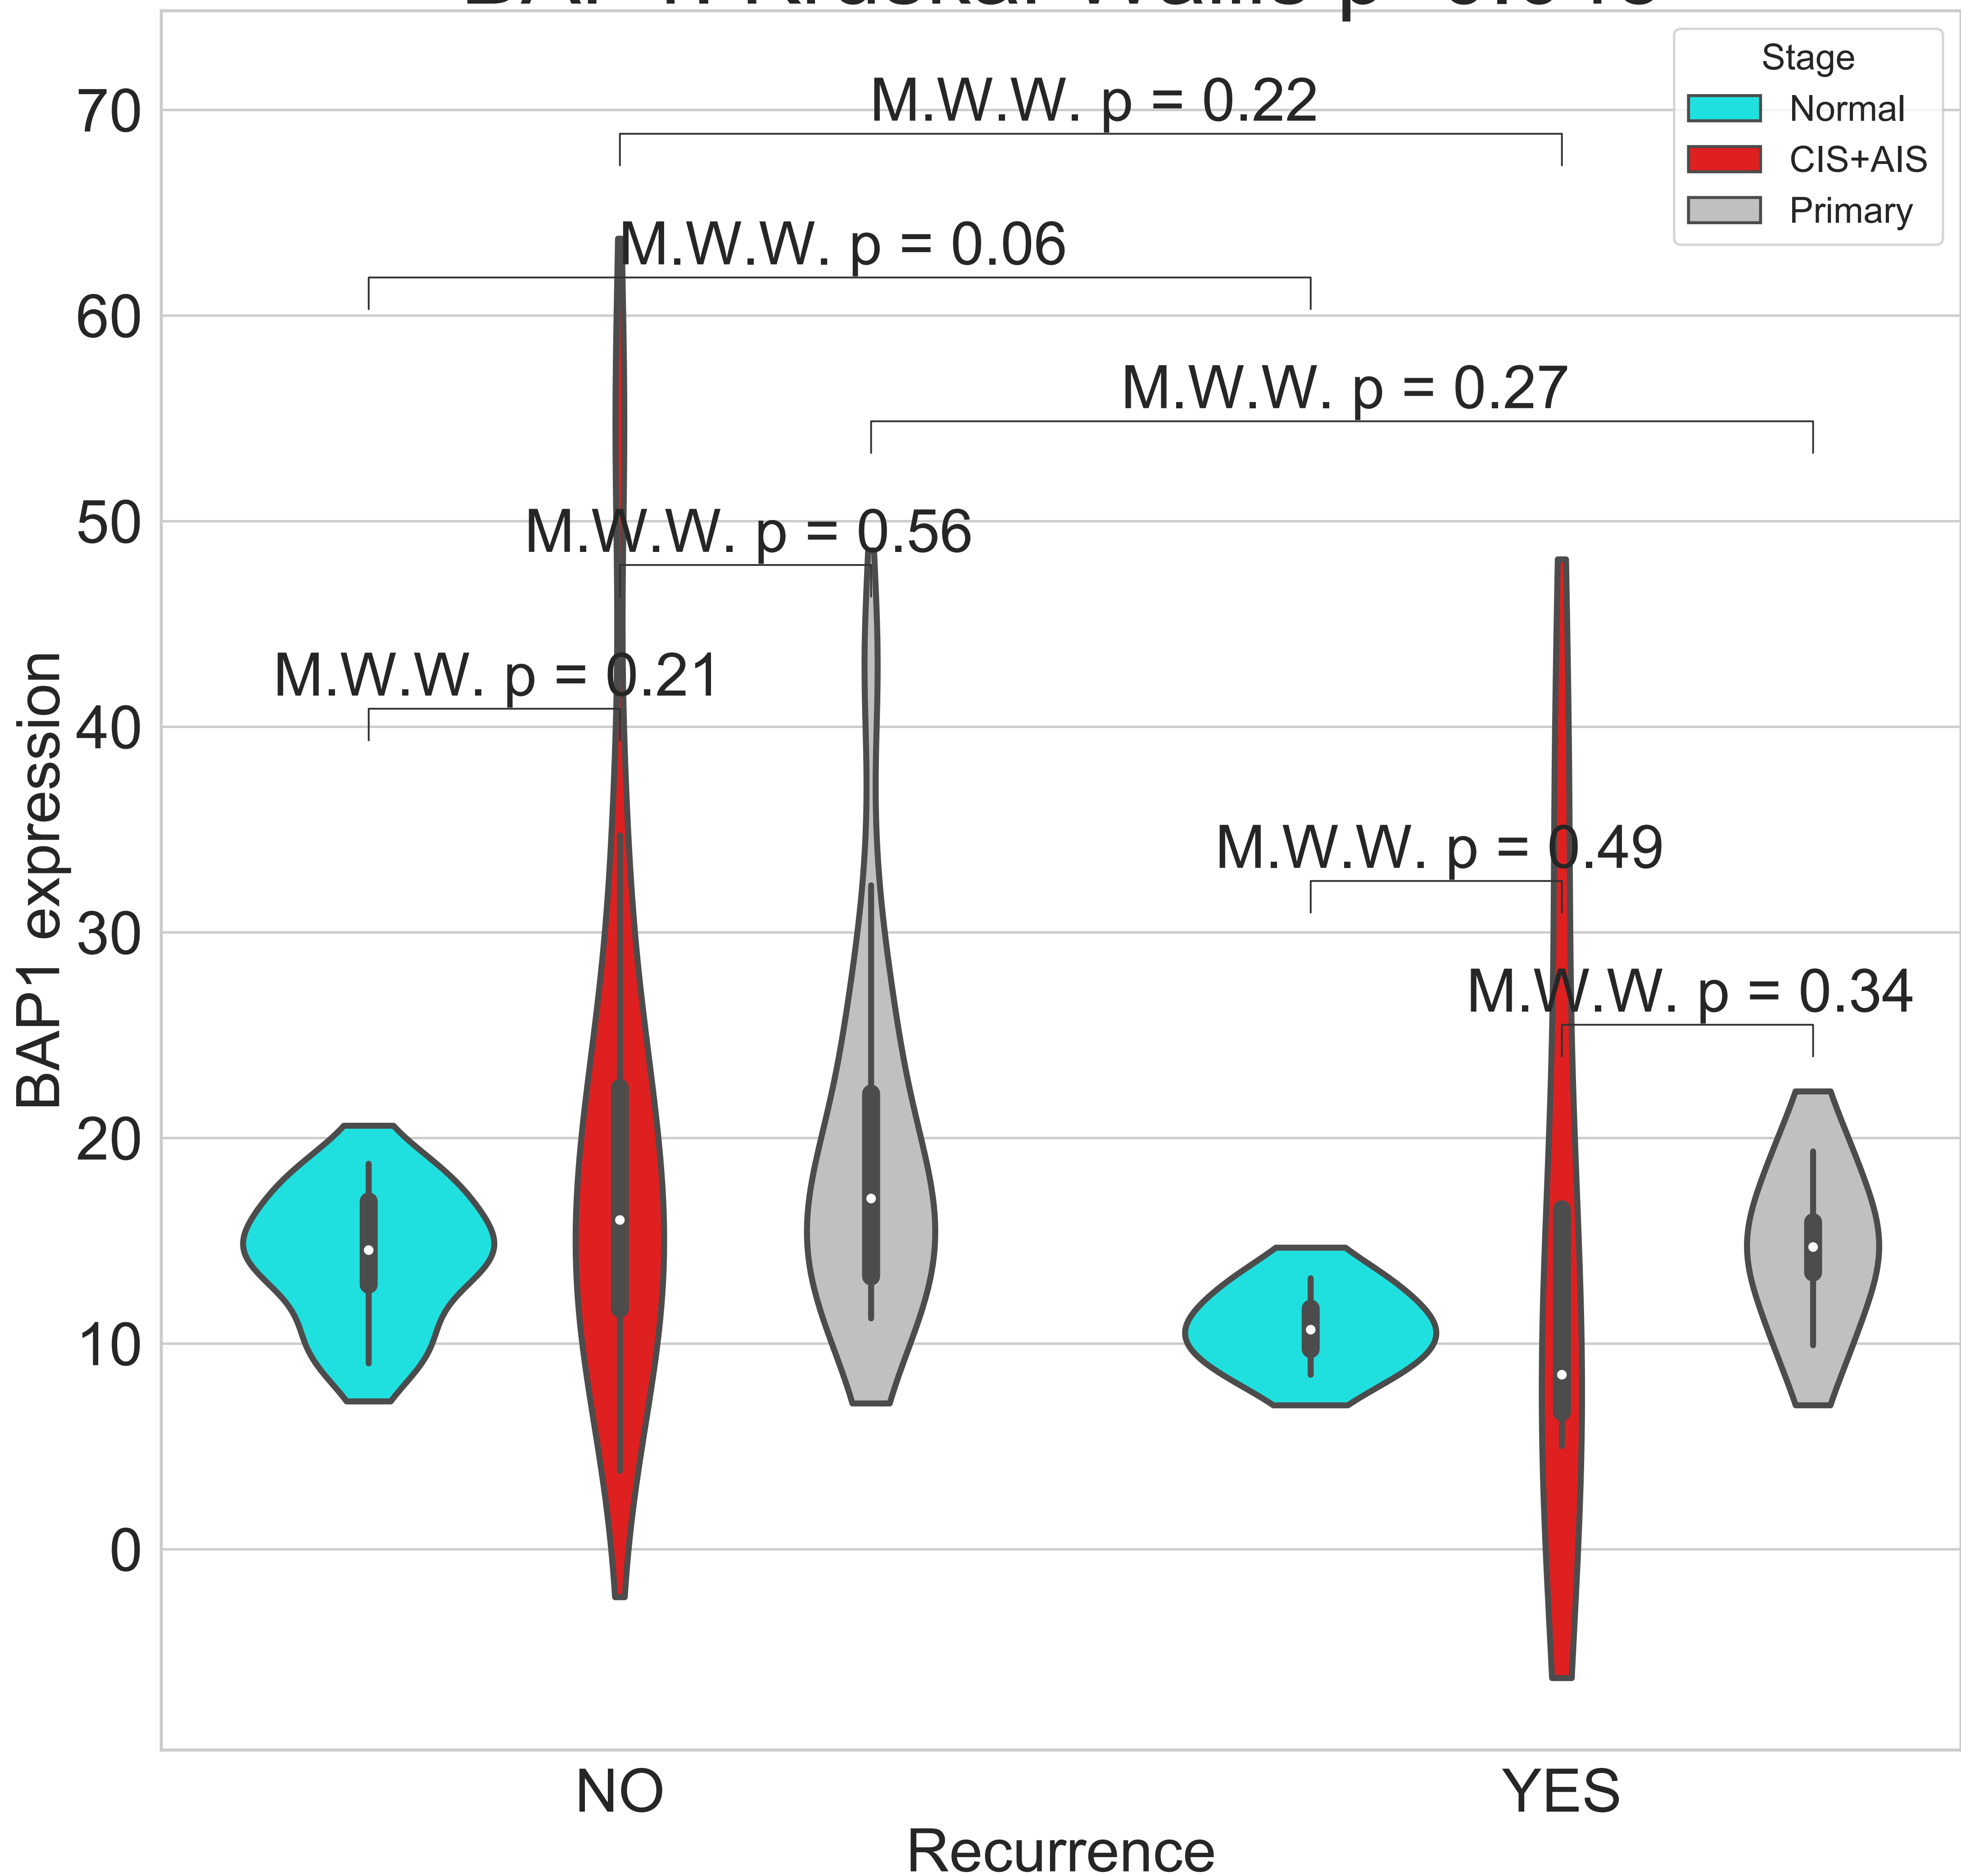 Stage
Normal
CIS+AIS
Primary
M.W.W. p = 0.22
M.W.W. p = 0.06
M.W.W. p = 0.27
M.W.W. p = 0.56
M.W.W. p = 0.21
M.W.W. p = 0.49
M.W.W. p = 0.34
70
60
50
40
30
20
10
0
BAP1 expression
NO
YES
Recurrence